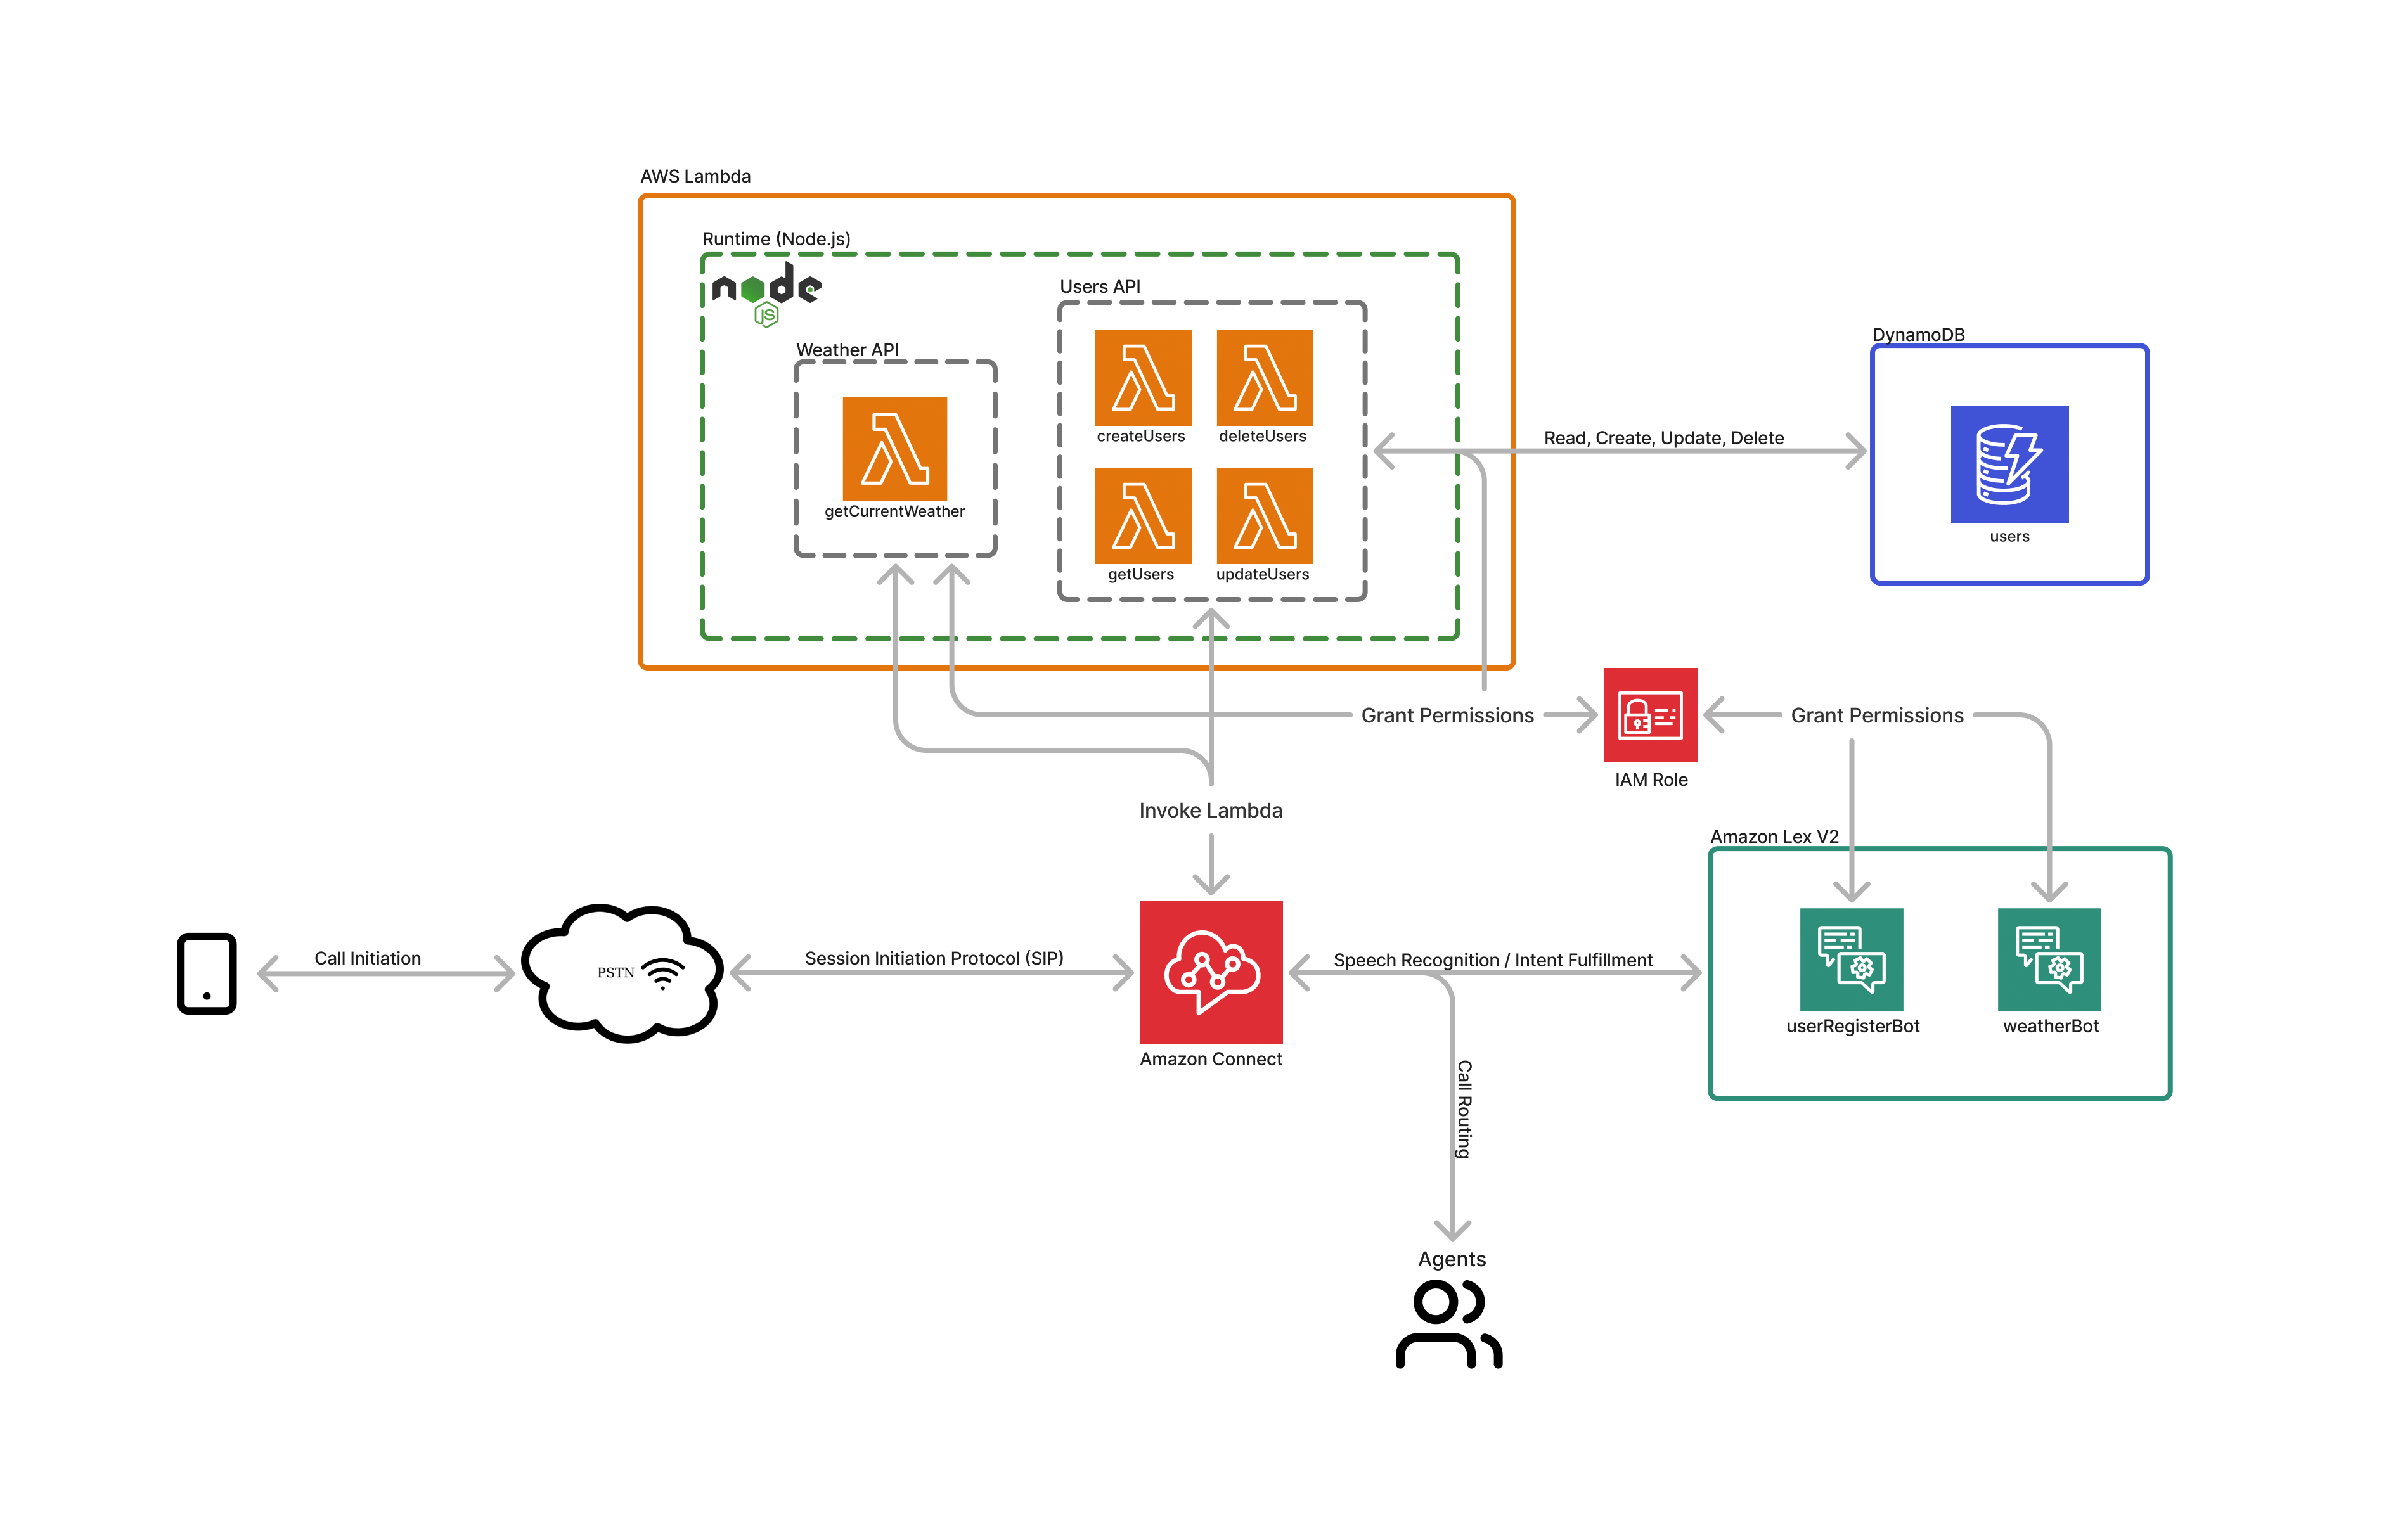 AWS Lambda
Runtime (Node.js)
node
JS
Users API
Weather API
createUsers
deleteUsers
getCurrentWeather
getUsers
updateUsers
DynamoDB
Read, Create, Update, Delete
users
Grant Permissions
Grant Permissions
IAM Role
Invoke Lambda
Amazon Lex V2
Call Initiation
PSTN
Session Initiation Protocol (SIP)
Speech Recognition / Intent Fulfillment
userRegisterBot
weatherBot
Amazon Connect
Call Routing
Agents